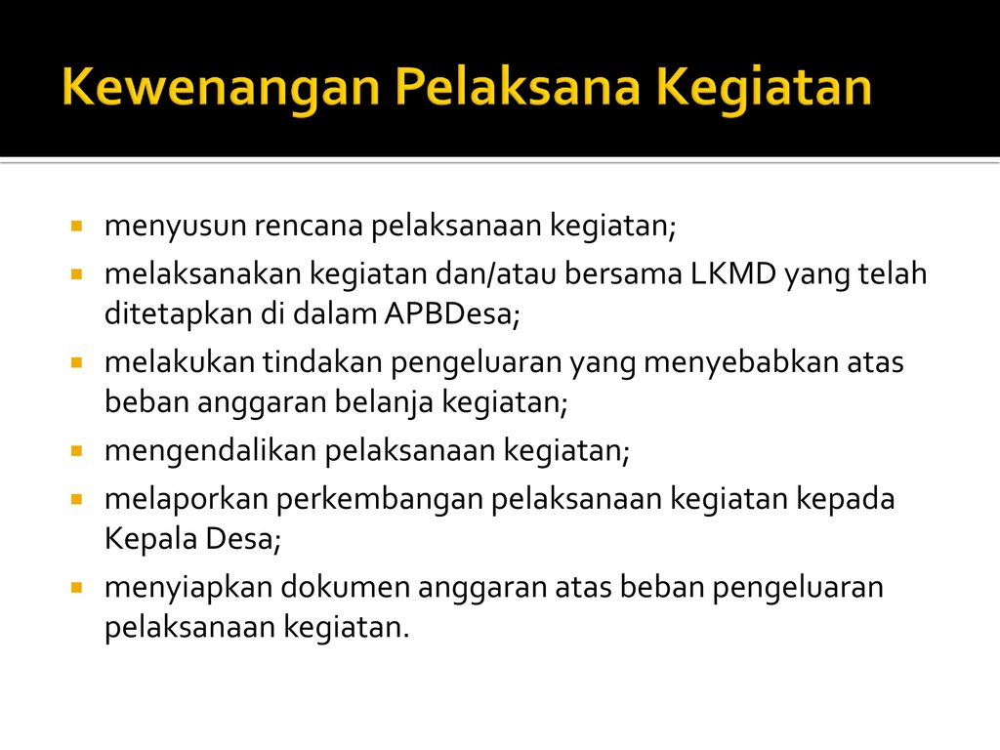 Kewenangan Pelaksana Kegiatan
menyusun rencana pelaksanaan kegiatan;
melaksanakan kegiatan dan/atau bersama LKMD yang telah
ditetapkan di dalam APBDesa;
melakukan tindakan pengeluaran yang menyebabkan atas
beban anggaran belanja kegiatan;
mengendalikan pelaksanaan kegiatan;
melaporkan perkembangan pelaksanaan kegiatan kepada
Kepala Desa;
menyiapkan dokumen anggaran atas beban pengeluaran
pelaksanaan kegiatan.